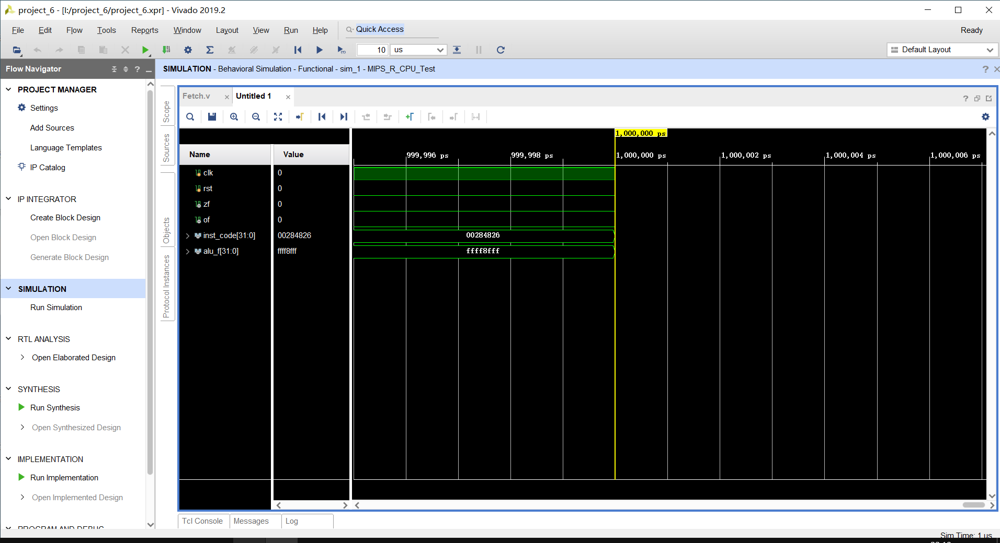 project_6 - [I:/project_6/project_6.xpr] - Vivado 2019.2
File Edit Flow Tools Reports Window Layout View Run Help Quick Access Ready
10 us Default Layout
Flow Navigator
SIMULATION - Behavioral Simulation - Functional - sim_1 - MIPS_R_CPU_Test
PROJECT MANAGER
Settings
Add Sources
Language Templates
IP Catalog
IP INTEGRATOR
Create Block Design
Open Block Design
Generate Block Design
SIMULATION
Run Simulation
RTL ANALYSIS
Open Elaborated Design
SYNTHESIS
Run Synthesis
Open Synthesized Design
IMPLEMENTATION
Run Implementation
Open Implemented Design
PROGRAM AND DEBUG
Scope
Sources
Objects
Protocol Instances
Fetch.v Untitled 1
1,000,000 ps
Name Value
999,996 ps 999,998 ps 1,000,000 ps 1,000,002 ps 1,000,004 ps 1,000,006 ps
clk 0
rst 0
zf 0
of 0
inst_code[31:0] 00284826 00284826
alu_f[31:0] ffff8fff ffff8fff
Tcl Console Messages Log
Sim Time: 1 us